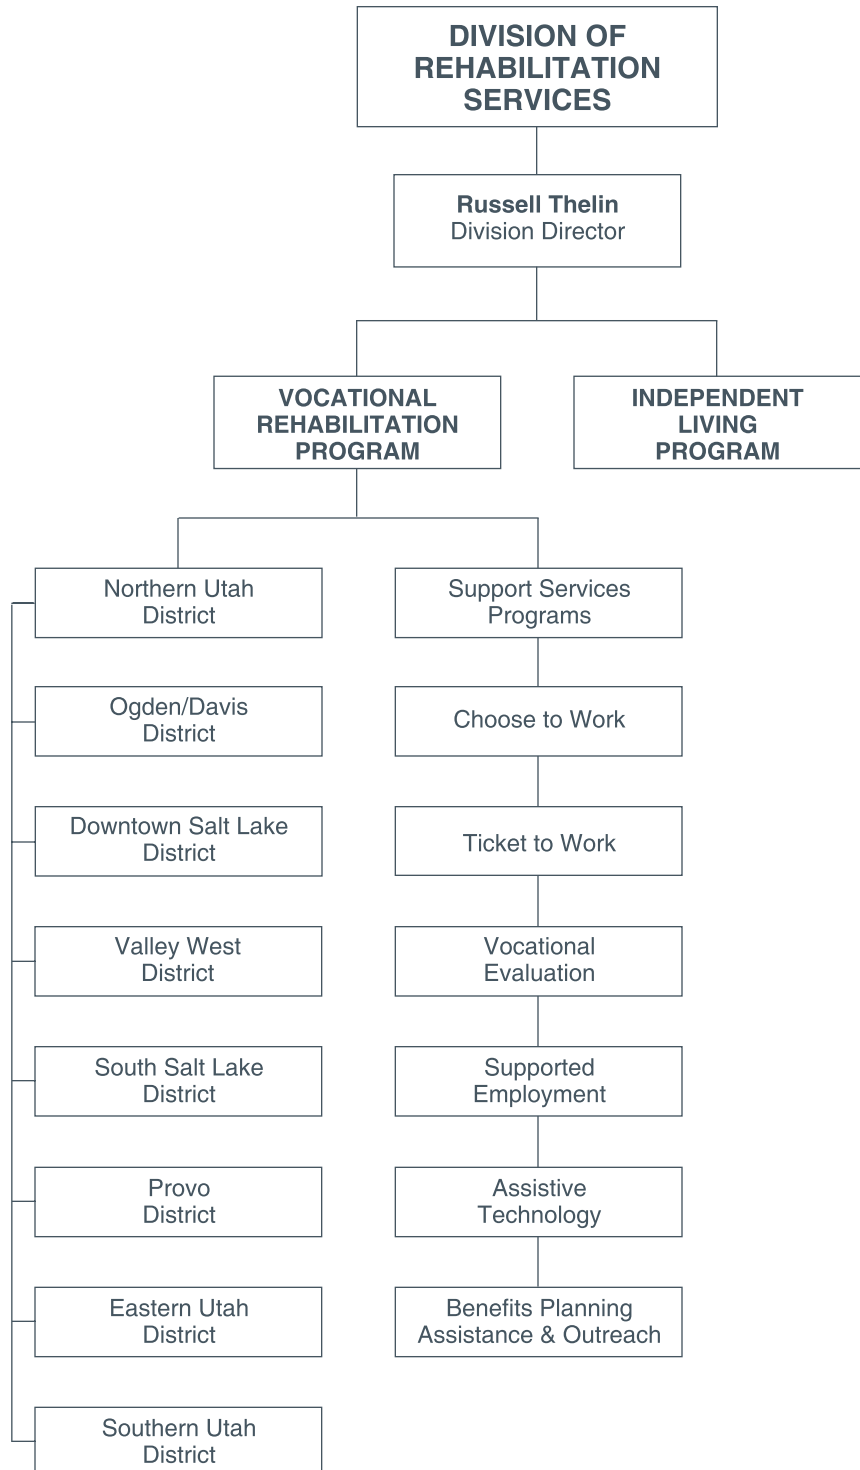 DIVISION OF
REHABILITATION
SERVICES
Russell Thelin
Division Director
VOCATIONAL
REHABILITATION
PROGRAM
INDEPENDENT
LIVING
PROGRAM
Northern Utah
District
Support Services
Programs
Ogden/Davis
District
Choose to Work
Downtown Salt Lake
District
Ticket to Work
Valley West
District
Vocational
Evaluation
South Salt Lake
District
Supported
Employment
Provo
District
Assistive
Technology
Eastern Utah
District
Benefits Planning
Assistance & Outreach
Southern Utah
District